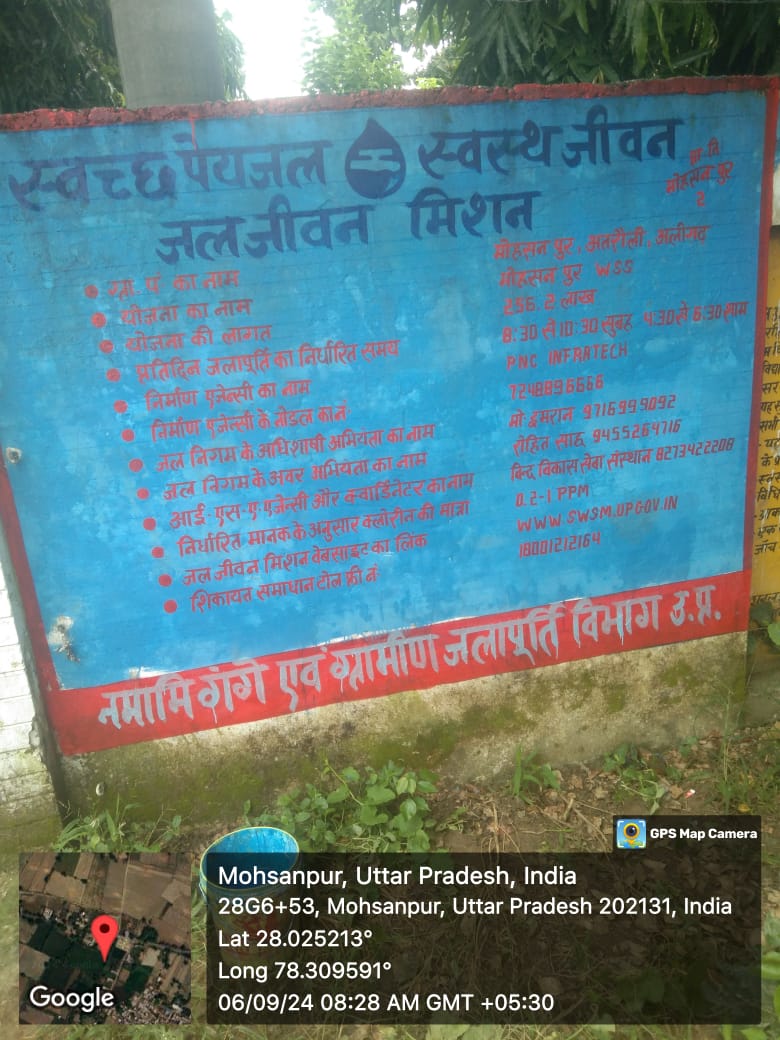 स्वच्छ पेयजल स्वस्थ जीवन
जल जीवन मिशन
प्रा. वि.
मोहसन पुर
2
ग्रा. पं. का नाम मोहसन पुर, अतरौली, अलीगढ़
योजना का नाम मोहसन पुर WSS
योजना की लागत 256.2 लाख
प्रतिदिन जलापूर्ति का निर्धारित समय 8:30 से 10:30 सुबह 4:30 से 6:30 शाम
निर्माण एजेन्सी का नाम PNC INFRATECH
निर्माण एजेन्सी के नोडल का नं. 7248896668
जल निगम के अधिशाषी अभियंता का नाम मो इमरान 9716999092
जल निगम के अवर अभियंता का नाम रोहित साहू 9455264716
आई. एस. ए. एजेन्सी और क्वार्डिनेटर का नाम विकास सेवा संस्थान 8273422208
निर्धारित मानक के अनुसार क्लोरीन की मात्रा 0.2-1 PPM
जल जीवन मिशन वेबसाइट का लिंक WWW.SWSM.UPGOV.IN
शिकायत समाधान टोल फ्री नं 18001212164
नमामि गंगे एवं ग्रामीण जलापूर्ति विभाग उ.प्र.
GPS Map Camera
Mohsanpur, Uttar Pradesh, India
28G6+53, Mohsanpur, Uttar Pradesh 202131, India
Lat 28.025213°
Long 78.309591°
06/09/24 08:28 AM GMT +05:30
Google